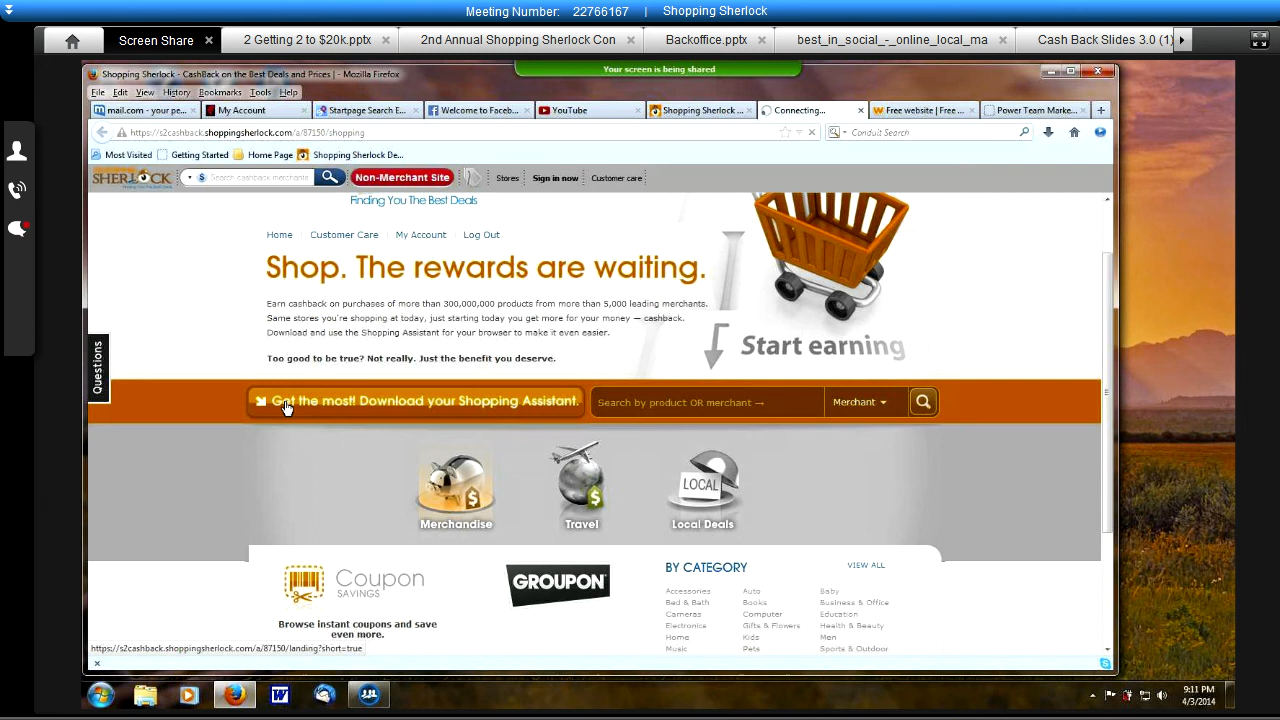 Meeting Number: 22766167 | Shopping Sherlock
Screen Share
2 Getting 2 to $20k.pptx
2nd Annual Shopping Sherlock Con
Backoffice.pptx
best_in_social_-_online_local_ma
Cash Back Slides 3.0 (1)
Shopping Sherlock - CashBack on the Best Deals and Prices | - Mozilla Firefox
Your screen is being shared
File Edit View History Bookmarks Tools Help
mail.com - your pe...
My Account
Startpage Search E...
Welcome to Faceb...
YouTube
Shopping Sherlock ...
Connecting...
Free website | Free ...
Power Team Marke...
https://s2cashback.shoppingsherlock.com/a/87150/shopping
Conduit Search
Most Visited Getting Started Home Page Shopping Sherlock De...
SHERLOCK
Finding You The Best Deals
Search cashback merchants
Non-Merchant Site
Stores Sign in now Customer care
Finding You The Best Deals
Home Customer Care My Account Log Out
Shop. The rewards are waiting.
Earn cashback on purchases of more than 300,000,000 products from more than 5,000 leading merchants.
Same stores you're shopping at today, just starting today you get more for your money — cashback.
Download and use the Shopping Assistant for your browser to make it even easier.
Too good to be true? Not really. Just the benefit you deserve.
Start earning
Questions
Get the most! Download your Shopping Assistant.
Search by product OR merchant →
Merchant
LOCAL
Merchandise
Travel
Local Deals
Coupon
SAVINGS
Browse instant coupons and save
even more.
GROUPON
BY CATEGORY
VIEW ALL
Accessories Auto Baby
Bed & Bath Books Business & Office
Cameras Computer Education
Electronics Gifts & Flowers Health & Beauty
Home Kids Men
Music Pets Sports & Outdoor
https://s2cashback.shoppingsherlock.com/a/87150/landing?short=true
9:11 PM
4/3/2014